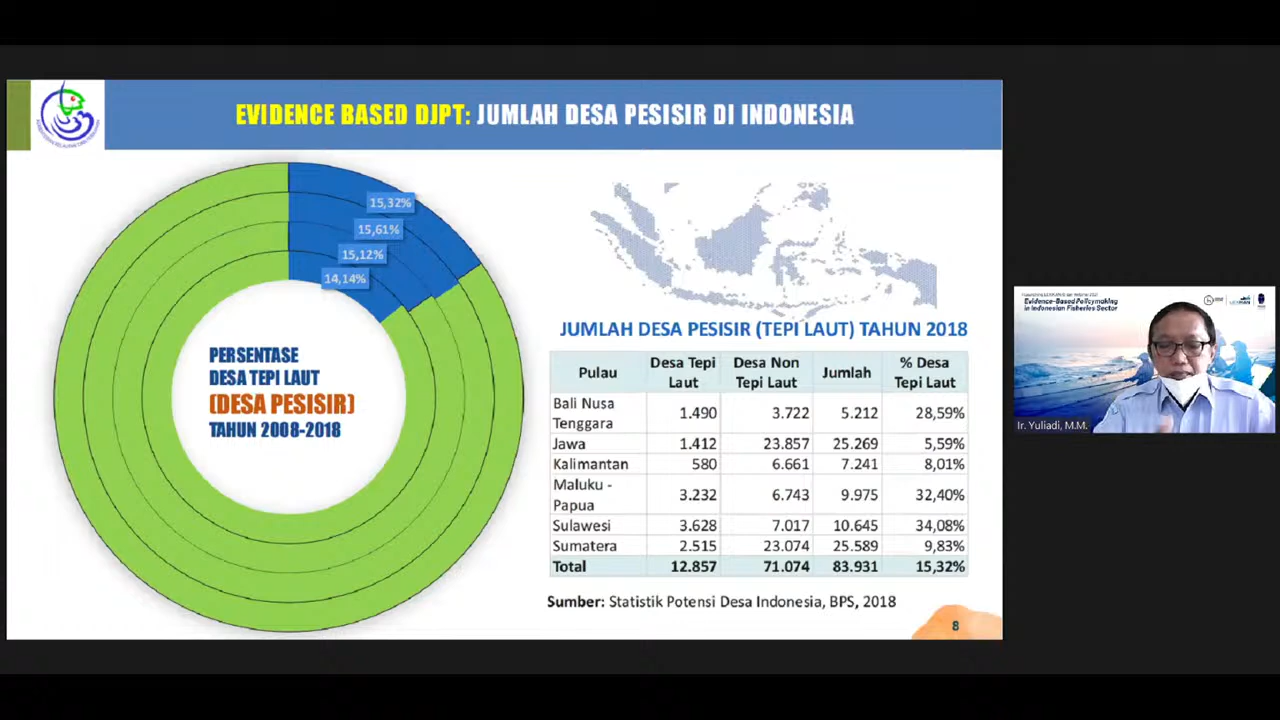 EVIDENCE BASED DJPT: JUMLAH DESA PESISIR DI INDONESIA
15,32%
15,61%
15,12%
14,14%
PERSENTASE
DESA TEPI LAUT
(DESA PESISIR)
TAHUN 2008-2018
JUMLAH DESA PESISIR (TEPI LAUT) TAHUN 2018
Pulau Desa Tepi Laut Desa Non Tepi Laut Jumlah % Desa Tepi Laut
Bali Nusa Tenggara 1.490 3.722 5.212 28,59%
Jawa 1.412 23.857 25.269 5,59%
Kalimantan 580 6.661 7.241 8,01%
Maluku - Papua 3.232 6.743 9.975 32,40%
Sulawesi 3.628 7.017 10.645 34,08%
Sumatera 2.515 23.074 25.589 9,83%
Total 12.857 71.074 83.931 15,32%
Sumber: Statistik Potensi Desa Indonesia, BPS, 2018
8
Evidence-Based Policymaking
in Indonesian Fisheries Sector
Ir. Yuliadi, M.M.